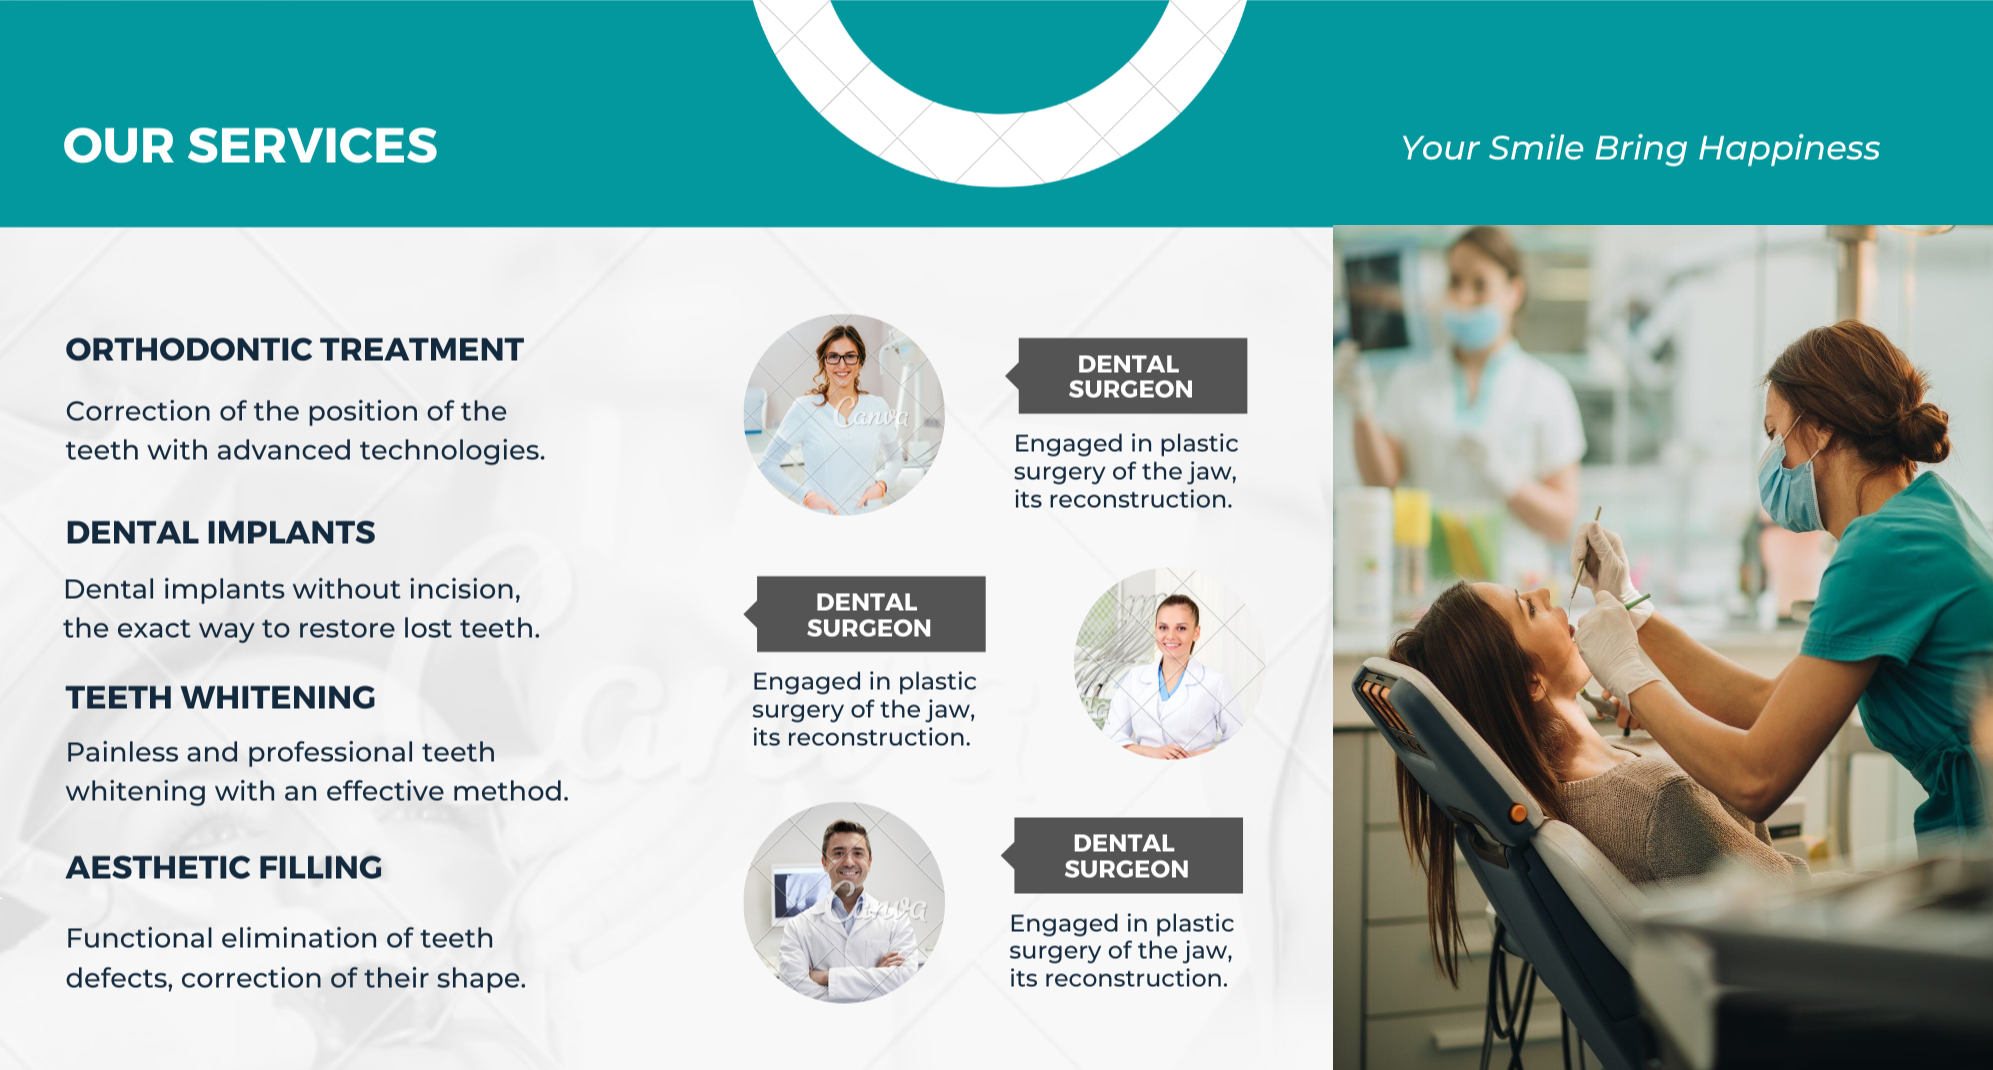 OUR SERVICES
Your Smile Bring Happiness
ORTHODONTIC TREATMENT
Correction of the position of the
teeth with advanced technologies.
DENTAL IMPLANTS
Dental implants without incision,
the exact way to restore lost teeth.
TEETH WHITENING
Painless and professional teeth
whitening with an effective method.
AESTHETIC FILLING
Functional elimination of teeth
defects, correction of their shape.
Canva
DENTAL
SURGEON
Engaged in plastic
surgery of the jaw,
its reconstruction.
DENTAL
SURGEON
Engaged in plastic
surgery of the jaw,
its reconstruction.
Canva
DENTAL
SURGEON
Engaged in plastic
surgery of the jaw,
its reconstruction.
Canva